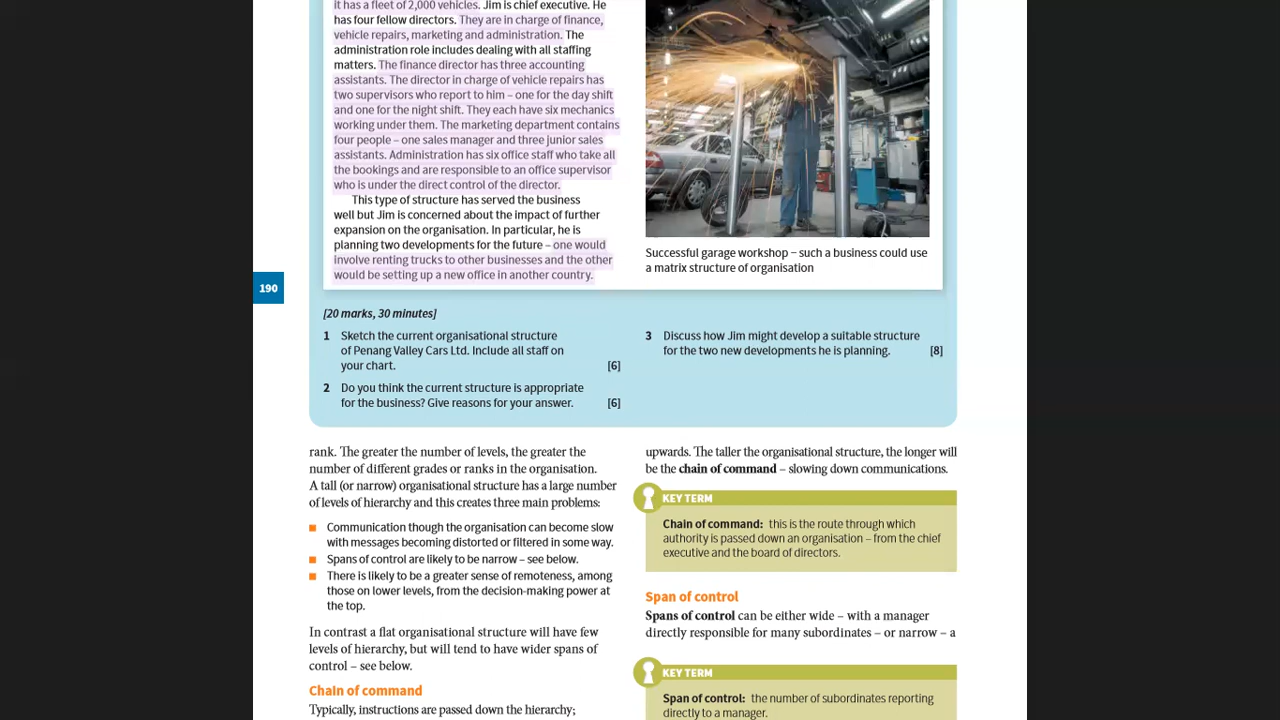 it has a fleet of 2,000 vehicles. Jim is chief executive. He
has four fellow directors. They are in charge of finance,
vehicle repairs, marketing and administration. The
administration role includes dealing with all staffing
matters. The finance director has three accounting
assistants. The director in charge of vehicle repairs has
two supervisors who report to him – one for the day shift
and one for the night shift. They each have six mechanics
working under them. The marketing department contains
four people – one sales manager and three junior sales
assistants. Administration has six office staff who take all
the bookings and are responsible to an office supervisor
who is under the direct control of the director.
This type of structure has served the business
well but Jim is concerned about the impact of further
expansion on the organisation. In particular, he is
planning two developments for the future – one would
involve renting trucks to other businesses and the other
would be setting up a new office in another country.
Successful garage workshop – such a business could use
a matrix structure of organisation
190
[20 marks, 30 minutes]
1 Sketch the current organisational structure
of Penang Valley Cars Ltd. Include all staff on
your chart. [6]
2 Do you think the current structure is appropriate
for the business? Give reasons for your answer. [6]
3 Discuss how Jim might develop a suitable structure
for the two new developments he is planning. [8]
rank. The greater the number of levels, the greater the
number of different grades or ranks in the organisation.
A tall (or narrow) organisational structure has a large number
of levels of hierarchy and this creates three main problems:
Communication though the organisation can become slow
with messages becoming distorted or filtered in some way.
Spans of control are likely to be narrow – see below.
There is likely to be a greater sense of remoteness, among
those on lower levels, from the decision-making power at
the top.
In contrast a flat organisational structure will have few
levels of hierarchy, but will tend to have wider spans of
control – see below.
Chain of command
Typically, instructions are passed down the hierarchy;
upwards. The taller the organisational structure, the longer will
be the chain of command – slowing down communications.
KEY TERM
Chain of command: this is the route through which
authority is passed down an organisation – from the chief
executive and the board of directors.
Span of control
Spans of control can be either wide – with a manager
directly responsible for many subordinates – or narrow – a
KEY TERM
Span of control: the number of subordinates reporting
directly to a manager.